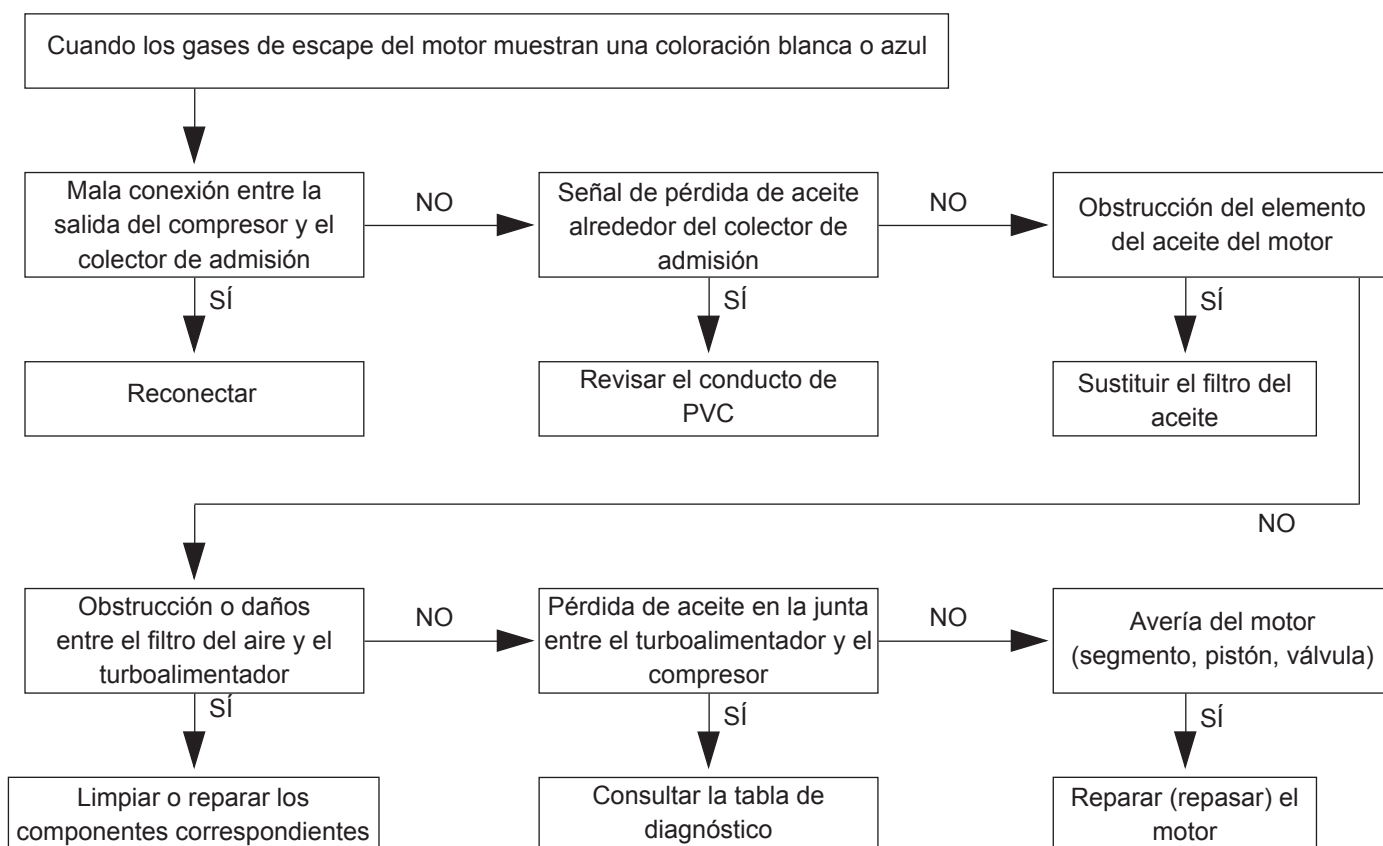 Cuando los gases de escape del motor muestran una coloración blanca o azul
Mala conexión entre la
salida del compresor y el
colector de admisión
NO
Señal de pérdida de aceite
alrededor del colector de
admisión
NO
Obstrucción del elemento
del aceite del motor
SÍ
SÍ
SÍ
Reconectar
Revisar el conducto de
PVC
Sustituir el filtro del
aceite
NO
Obstrucción o daños
entre el filtro del aire y el
turboalimentador
NO
Pérdida de aceite en la junta
entre el turboalimentador y el
compresor
NO
Avería del motor
(segmento, pistón, válvula)
SÍ
SÍ
SÍ
Limpiar o reparar los
componentes correspondientes
Consultar la tabla de
diagnóstico
Reparar (repasar) el
motor